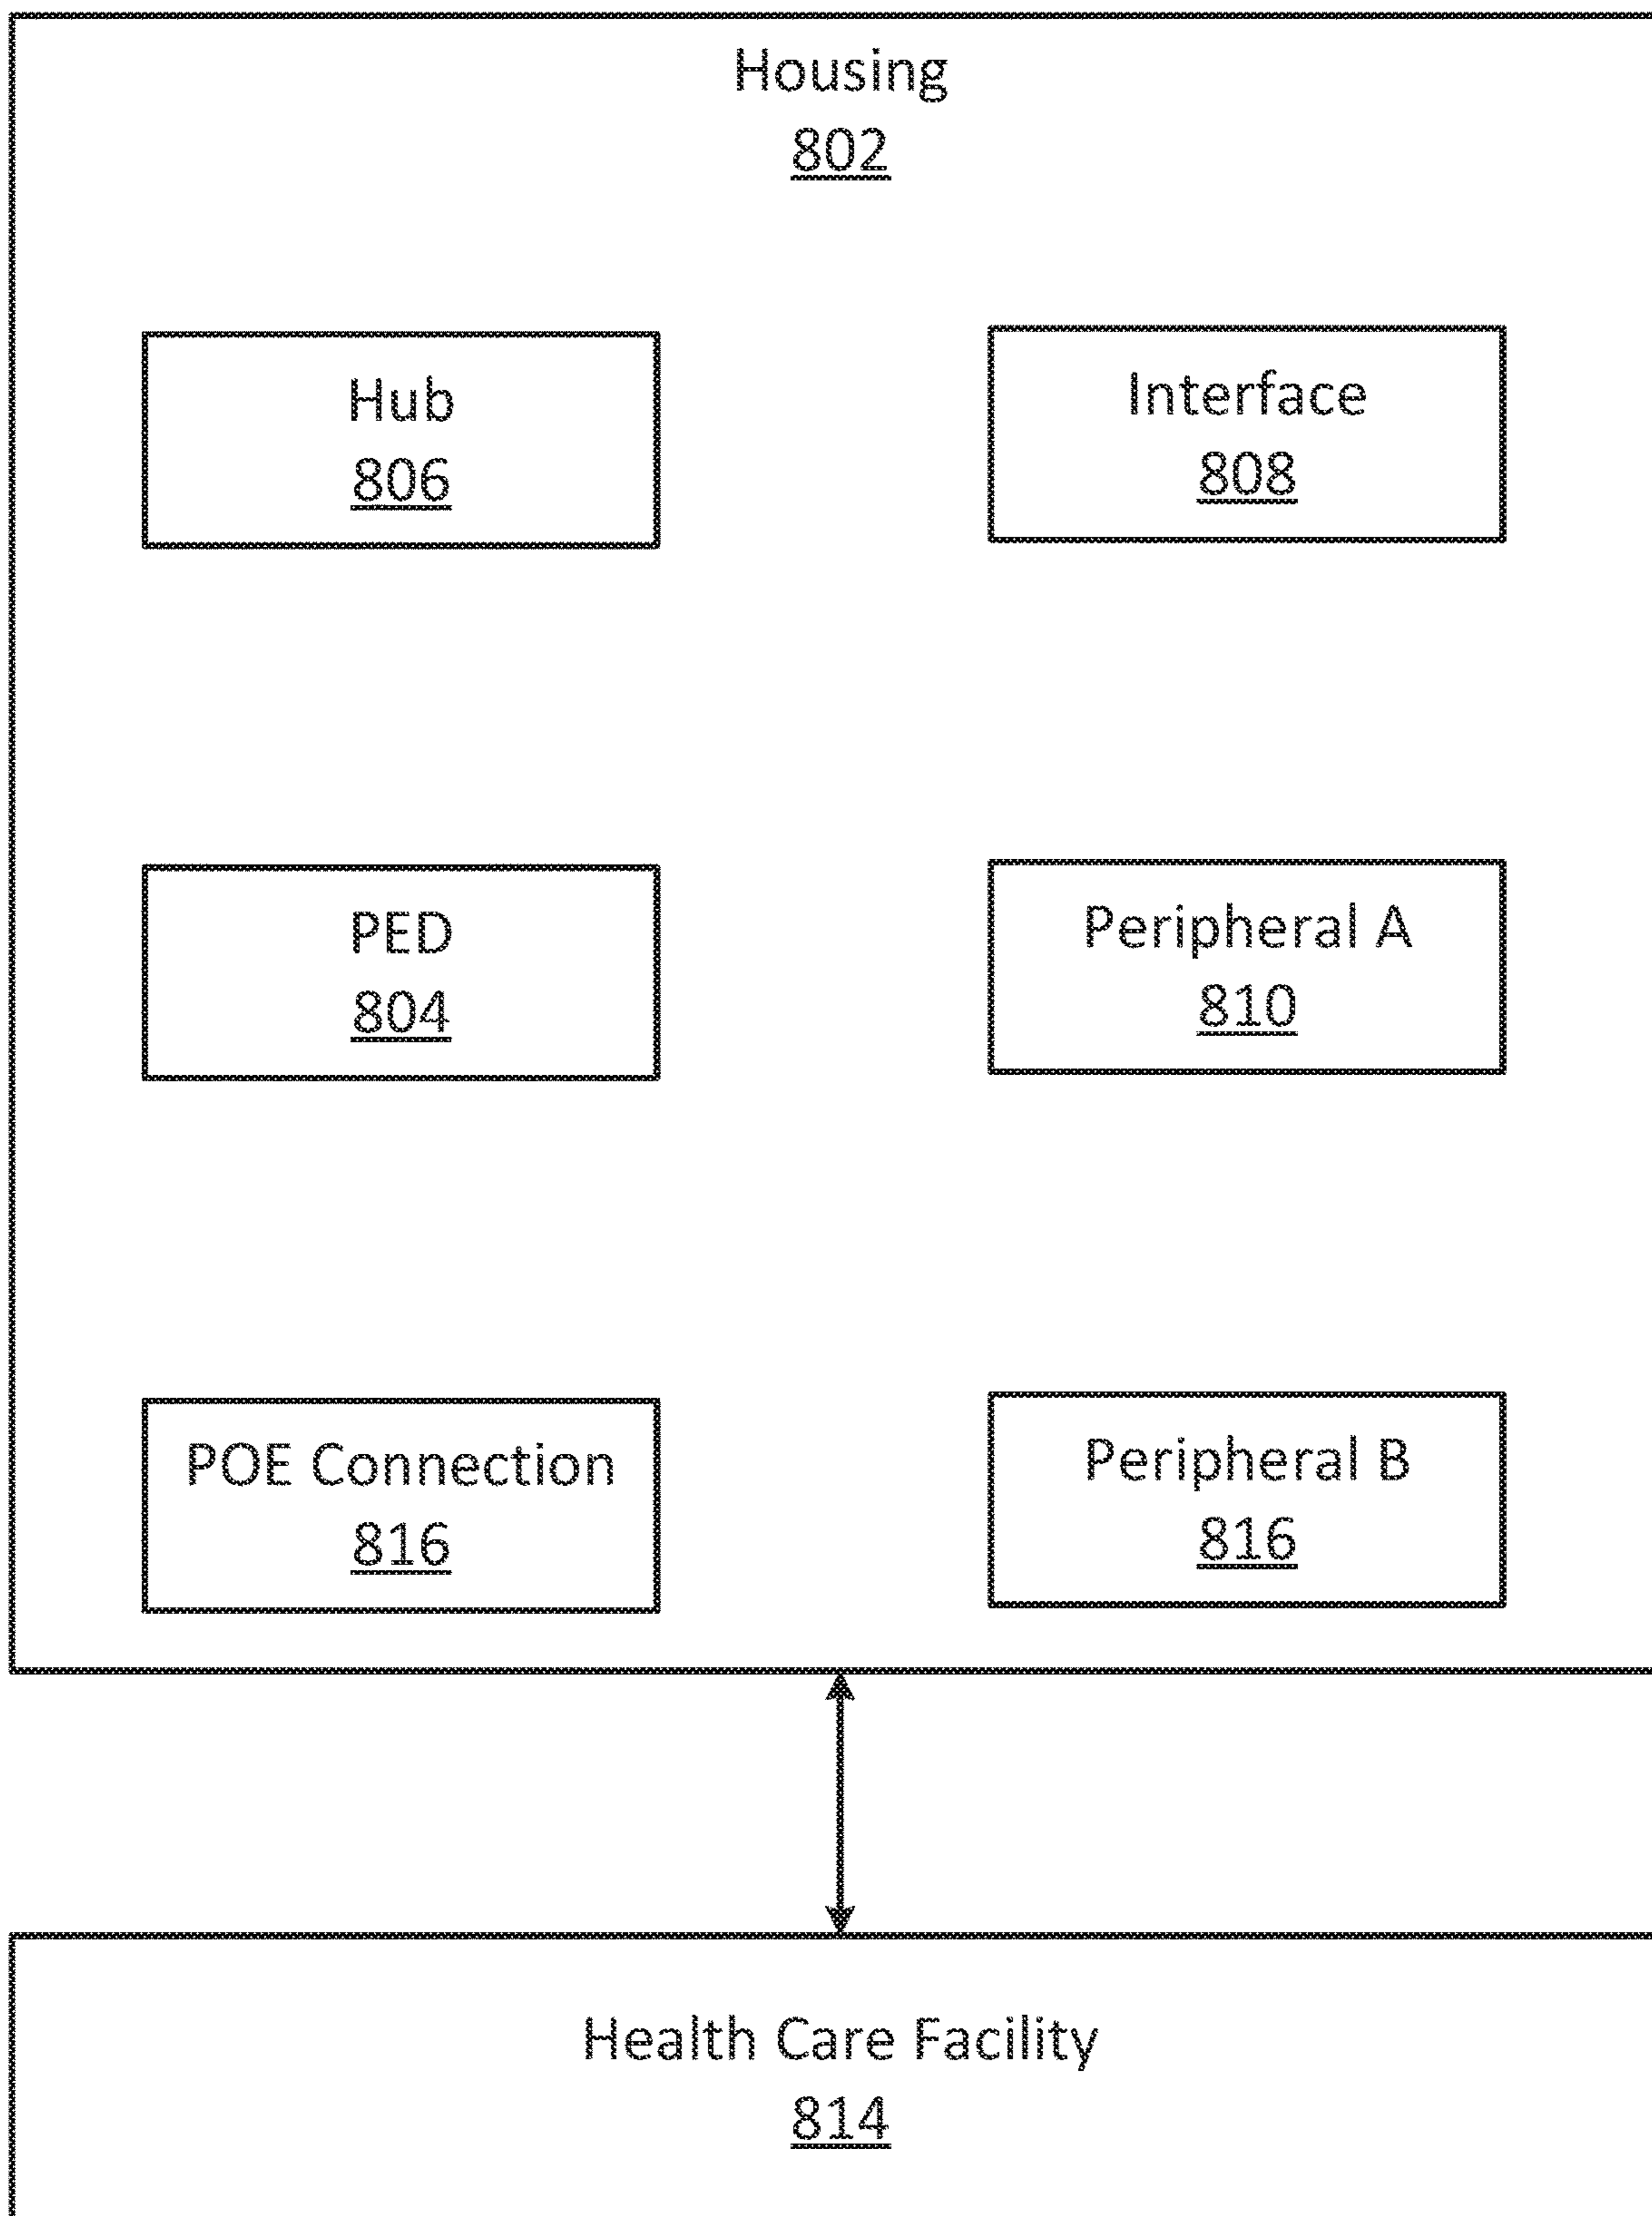 Housing
802
Hub
806
Interface
808
PED
804
Peripheral A
810
POE Connection
816
Peripheral B
816
Health Care Facility
814